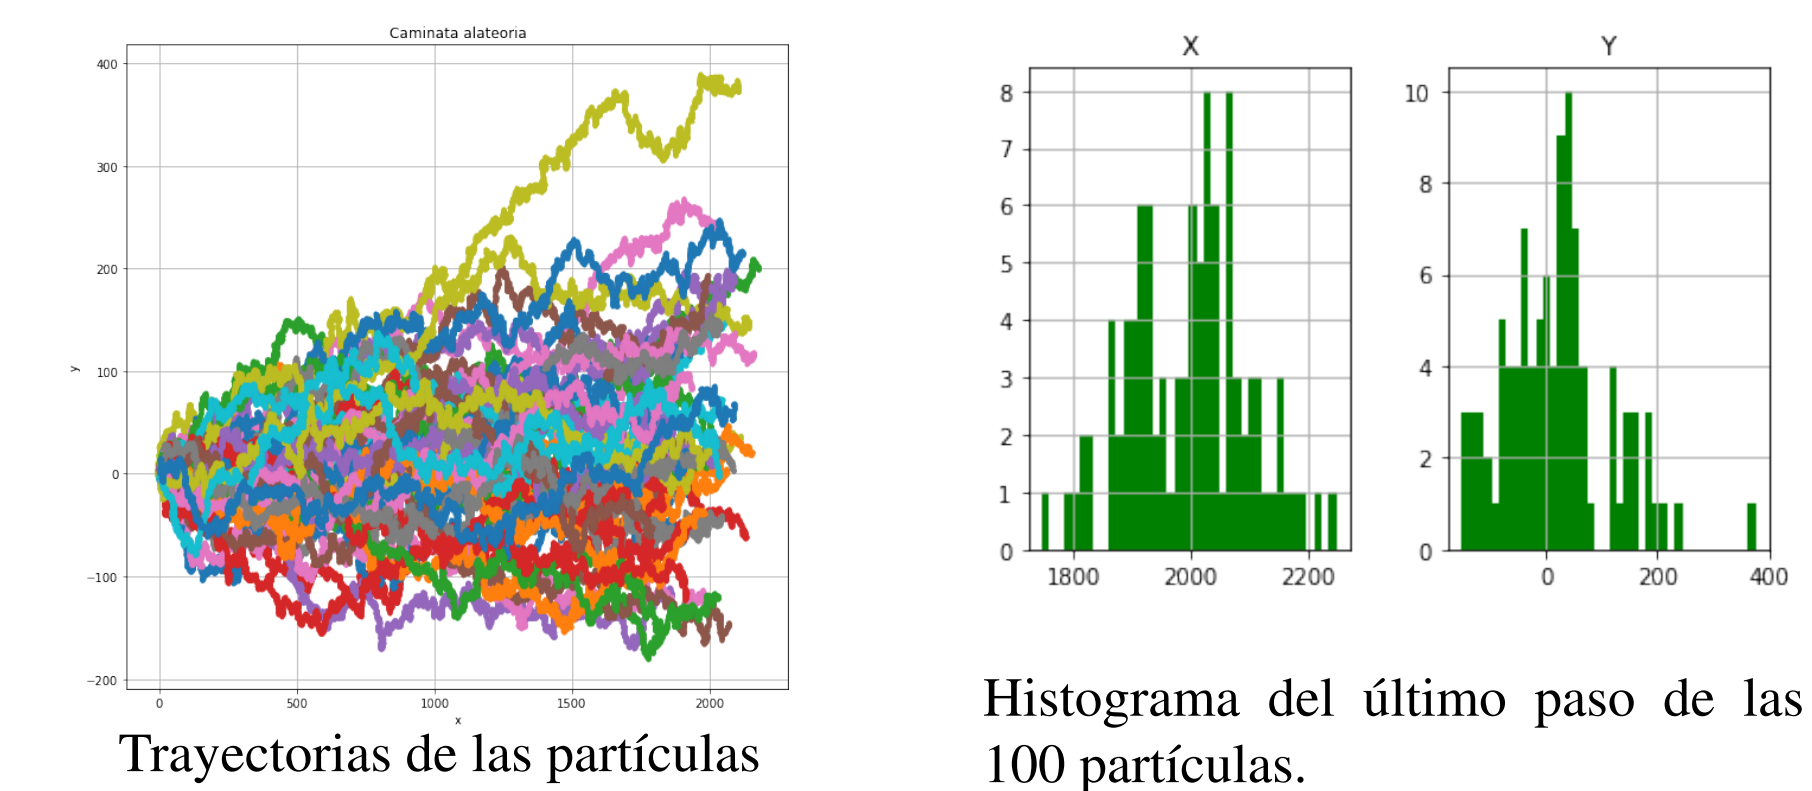 Caminata alateoria
400
300
200
100
0
−100
−200
y
0 500 1000 1500 2000
x
Trayectorias de las partículas
X
8
7
6
5
4
3
2
1
0
1800 2000 2200
Y
10
8
6
4
2
0
0 200 400
Histograma del último paso de las
100 partículas.